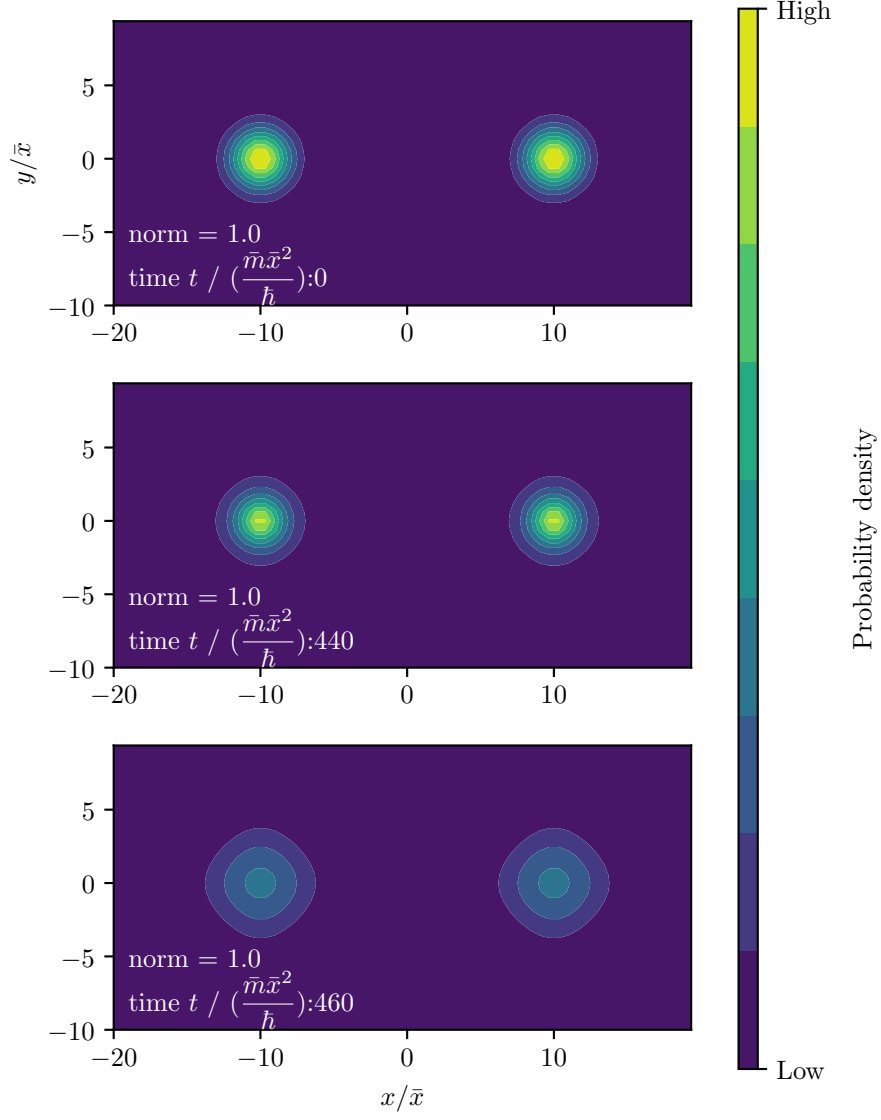 High
5
0
−5
−10
y/x̄
norm = 1.0
time t / (m̄x̄²/ħ):0
−20 −10 0 10
5
0
−5
−10
norm = 1.0
time t / (m̄x̄²/ħ):440
−20 −10 0 10
Probability density
5
0
−5
−10
norm = 1.0
time t / (m̄x̄²/ħ):460
−20 −10 0 10
x/x̄
Low